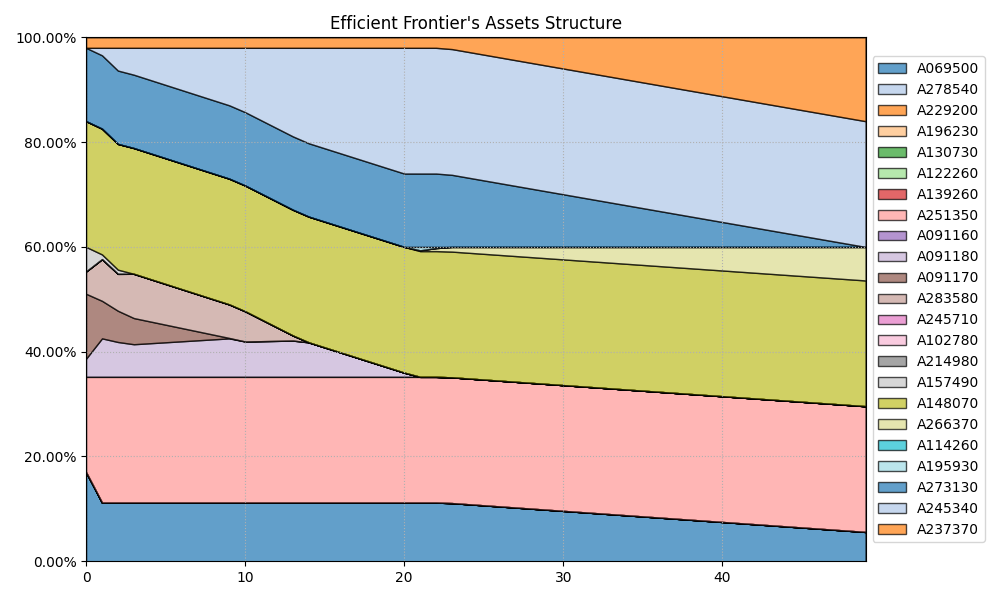 Efficient Frontier's Assets Structure
100.00%
80.00%
60.00%
40.00%
20.00%
0.00%
0 10 20 30 40
A069500
A278540
A229200
A196230
A130730
A122260
A139260
A251350
A091160
A091180
A091170
A283580
A245710
A102780
A214980
A157490
A148070
A266370
A114260
A195930
A273130
A245340
A237370